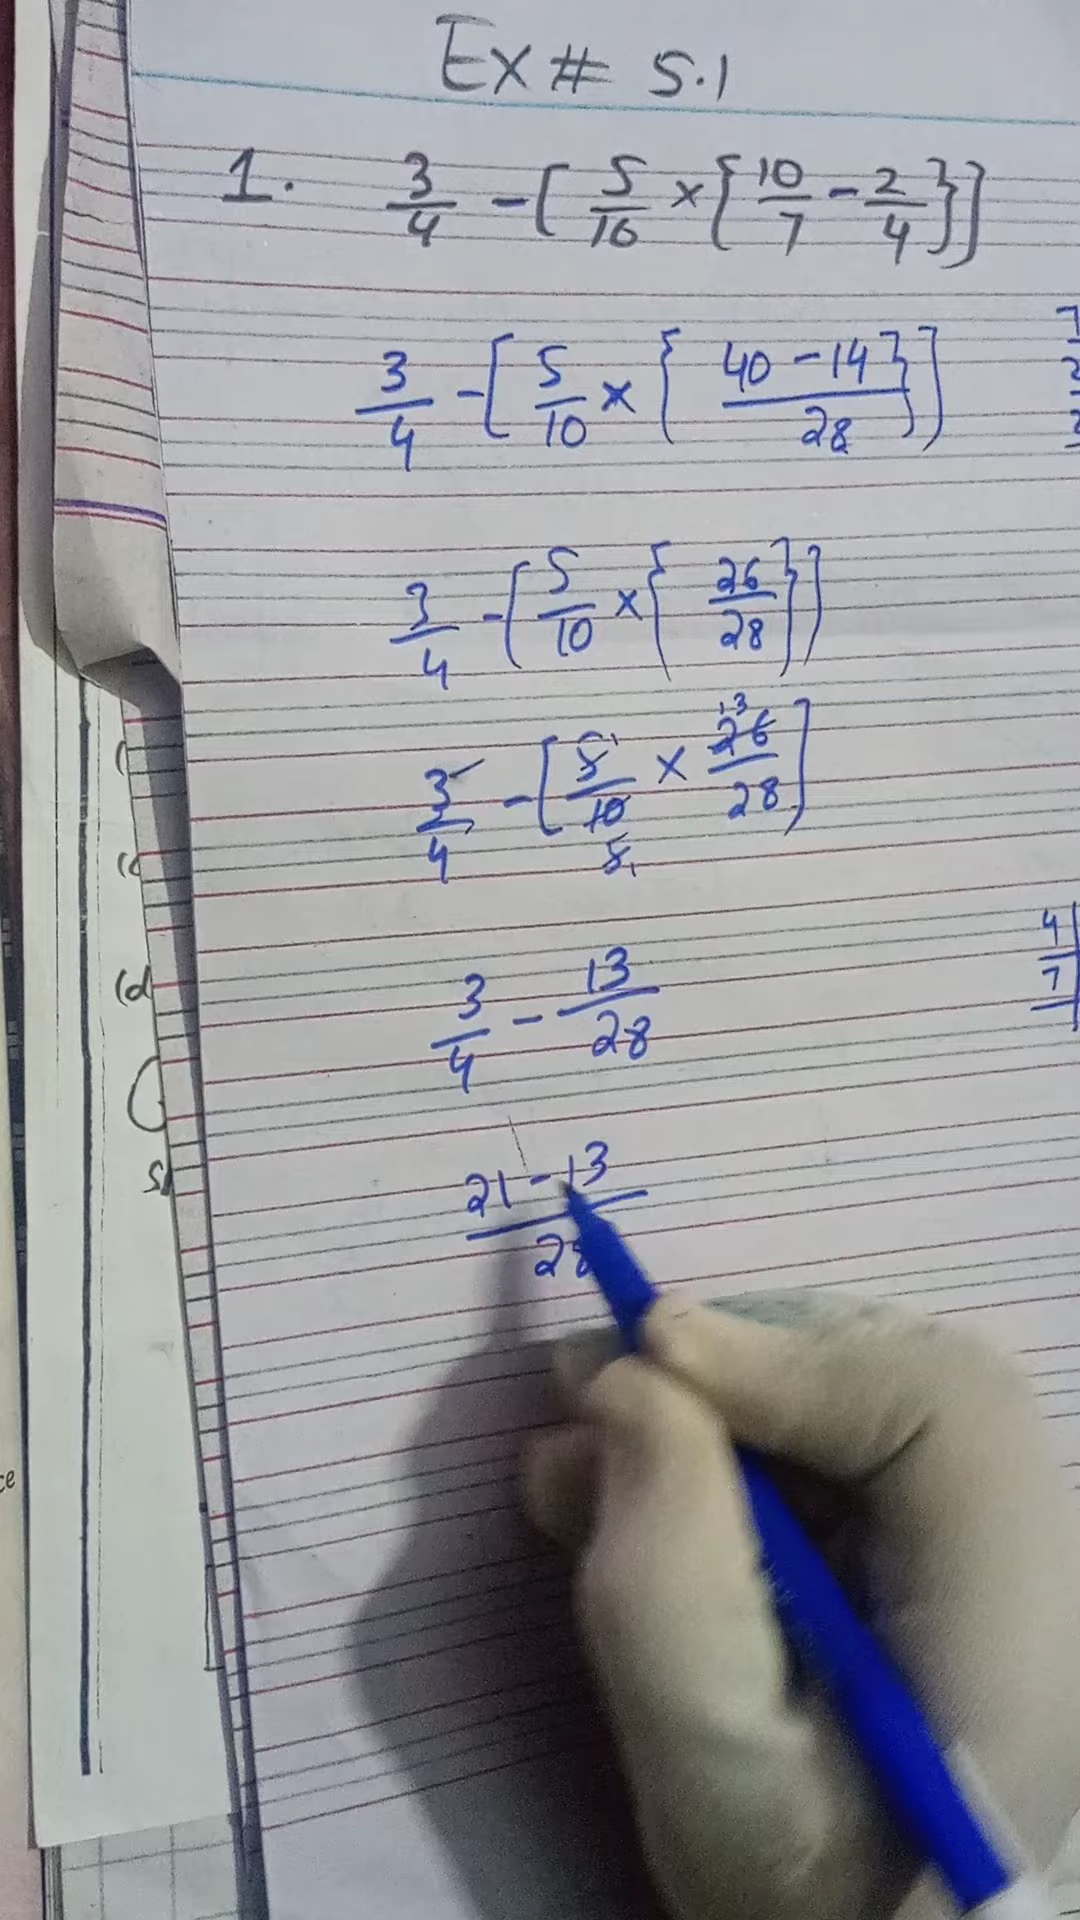 Ex # 5.1
1. 3/4 - [ 5/16 × { 10/7 - 2/4 } ]
3/4 - [ 5/10 × { 40 - 14 / 28 } ]
3/4 - [ 5/10 × { 26/28 } ]
3/4 - [ 5/10 × 26/28 ]
3/4 - 13/28
21 - 13 / 28